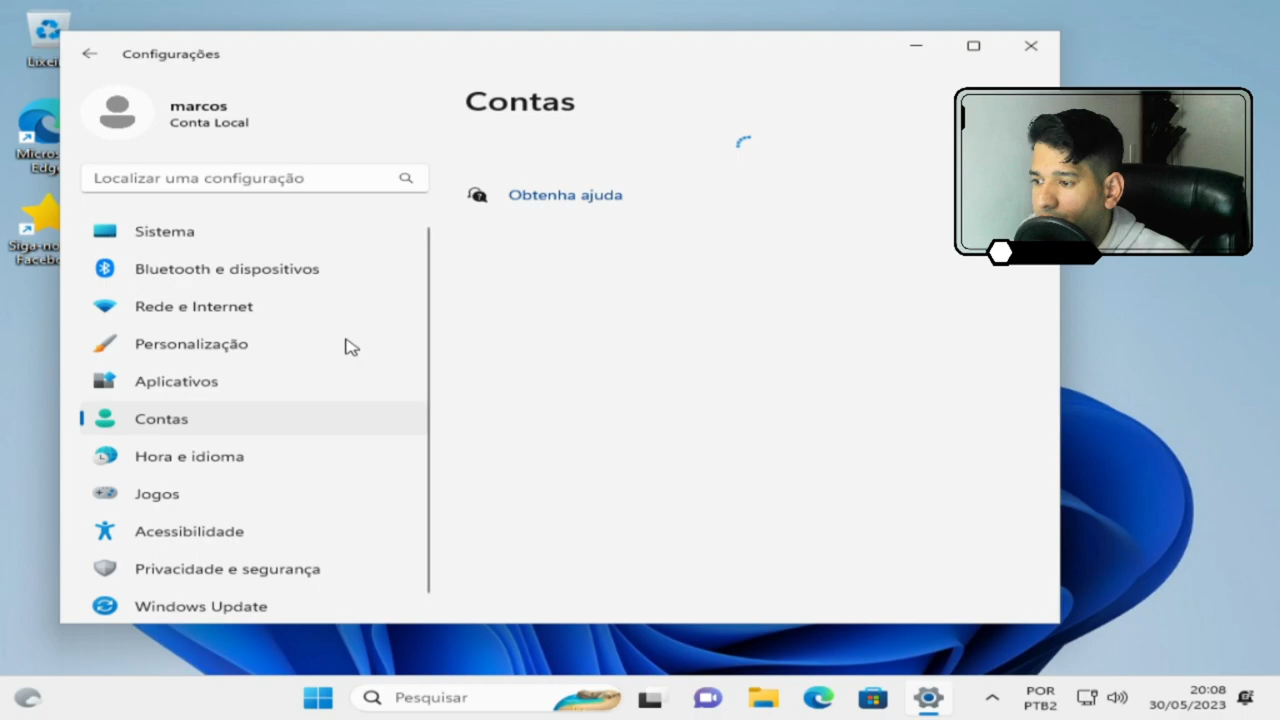 Configurações
marcos
Conta Local
Localizar uma configuração
Sistema
Bluetooth e dispositivos
Rede e Internet
Personalização
Aplicativos
Contas
Hora e idioma
Jogos
Acessibilidade
Privacidade e segurança
Windows Update
Contas
Obtenha ajuda
Pesquisar
POR
PTB2
20:08
30/05/2023